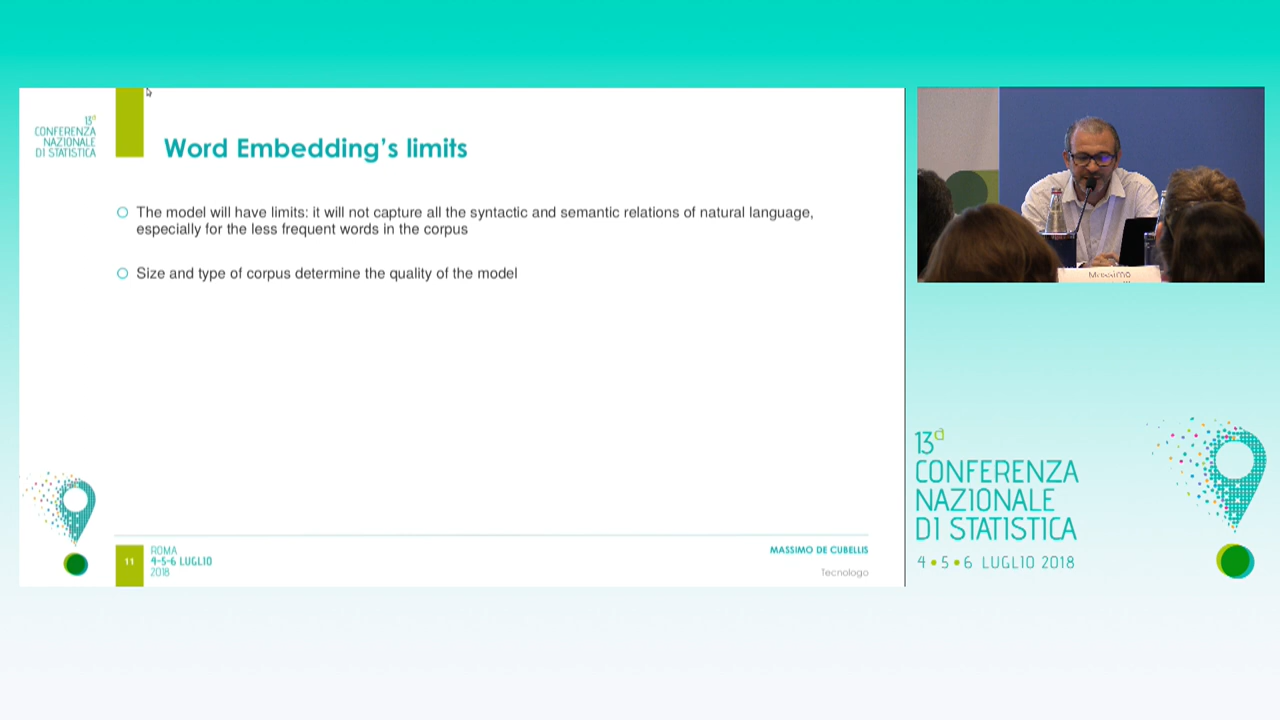 13a
CONFERENZA
NAZIONALE
DI STATISTICA
Word Embedding's limits
The model will have limits: it will not capture all the syntactic and semantic relations of natural language,
especially for the less frequent words in the corpus
Size and type of corpus determine the quality of the model
11
ROMA
4-5-6 LUGLIO
2018
MASSIMO DE CUBELLIS
Tecnologo
Massimo
13a
CONFERENZA
NAZIONALE
DI STATISTICA
4•5•6 LUGLIO 2018